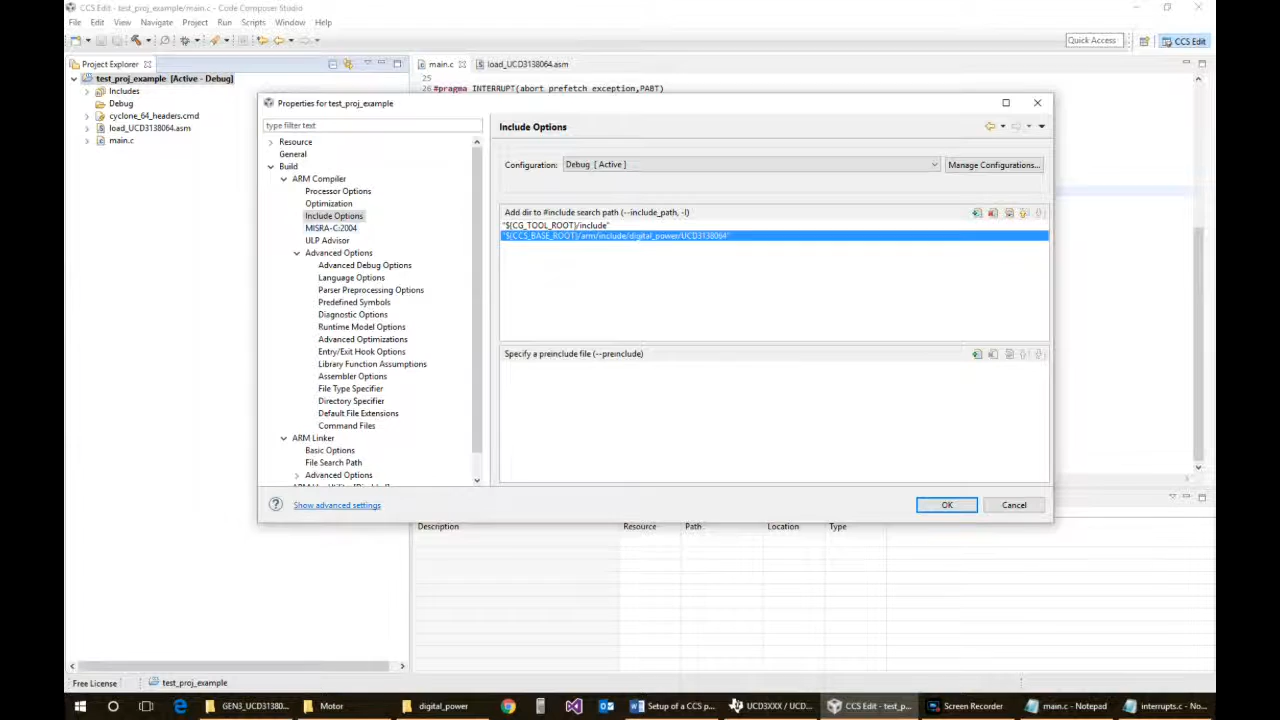 CCS Edit - test_proj_example/main.c - Code Composer Studio
File Edit View Navigate Project Run Scripts Window Help
Quick Access
CCS Edit
Project Explorer
main.c
load_UCD3138064.asm
test_proj_example [Active - Debug]
Includes
Debug
cyclone_64_headers.cmd
load_UCD3138064.asm
main.c
25
26 #pragma INTERRUPT(abort_prefetch_exception,PABT)
Properties for test_proj_example
type filter text
Resource
General
Build
ARM Compiler
Processor Options
Optimization
Include Options
MISRA-C:2004
ULP Advisor
Advanced Options
Advanced Debug Options
Language Options
Parser Preprocessing Options
Predefined Symbols
Diagnostic Options
Runtime Model Options
Advanced Optimizations
Entry/Exit Hook Options
Library Function Assumptions
Assembler Options
File Type Specifier
Directory Specifier
Default File Extensions
Command Files
ARM Linker
Basic Options
File Search Path
Advanced Options
Include Options
Configuration: Debug [ Active ] Manage Configurations...
Add dir to #include search path (--include_path, -I)
"${CG_TOOL_ROOT}/include"
"${CCS_BASE_ROOT}/arm/include/digital_power/UCD3138064"
Specify a preinclude file (--preinclude)
Show advanced settings
OK Cancel
Description Resource Path Location Type
Free License
test_proj_example
GEN3_UCD31380...
Motor
digital_power
Setup of a CCS p...
UCD3XXX / UCD...
CCS Edit - test_p...
Screen Recorder
main.c - Notepad
interrupts.c - No...